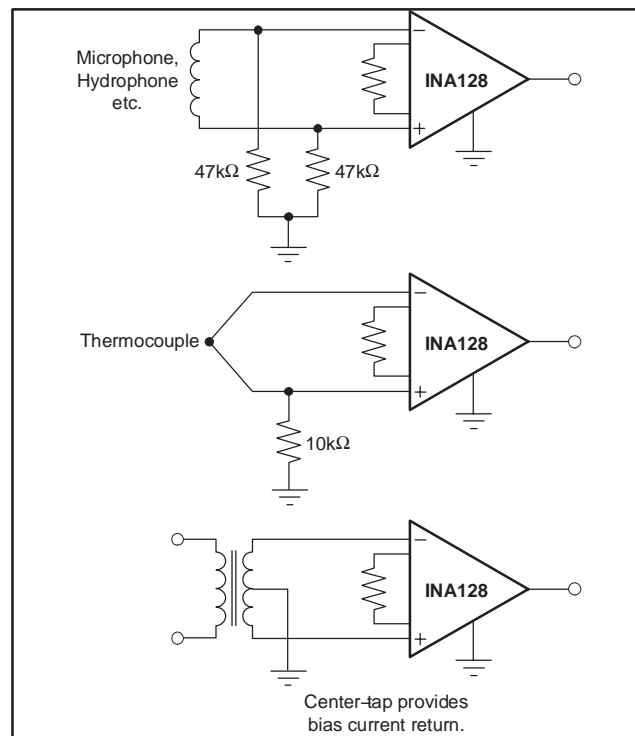 Microphone,
Hydrophone
etc.
−
INA128
+
47kΩ 47kΩ
Thermocouple
−
INA128
+
10kΩ
−
INA128
+
Center-tap provides
bias current return.